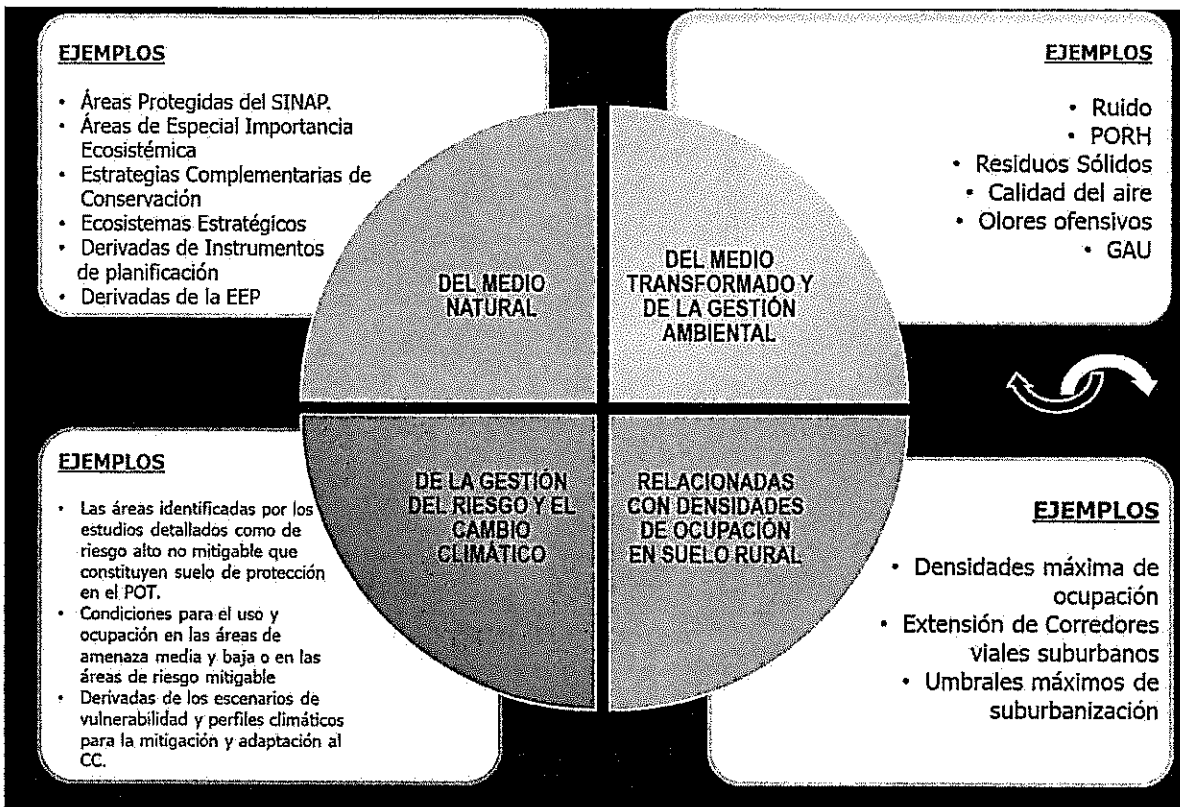 EJEMPLOS
• Áreas Protegidas del SINAP.
• Áreas de Especial Importancia
Ecosistémica
• Estrategias Complementarias de
Conservación
• Ecosistemas Estratégicos
• Derivadas de Instrumentos
de planificación
• Derivadas de la EEP
EJEMPLOS
• Ruido
• PORH
• Residuos Sólidos
• Calidad del aire
• Olores ofensivos
• GAU
DEL MEDIO
NATURAL
DEL MEDIO
TRANSFORMADO Y
DE LA GESTIÓN
AMBIENTAL
DE LA GESTIÓN
DEL RIESGO Y EL
CAMBIO
CLIMÁTICO
RELACIONADAS
CON DENSIDADES
DE OCUPACIÓN
EN SUELO RURAL
EJEMPLOS
• Las áreas identificadas por los
estudios detallados como de
riesgo alto no mitigable que
constituyen suelo de protección
en el POT.
• Condiciones para el uso y
ocupación en las áreas de
amenaza media y baja o en las
áreas de riesgo mitigable
• Derivadas de los escenarios de
vulnerabilidad y perfiles climáticos
para la mitigación y adaptación al
CC.
EJEMPLOS
• Densidades máxima de
ocupación
• Extensión de Corredores
viales suburbanos
• Umbrales máximos de
suburbanización